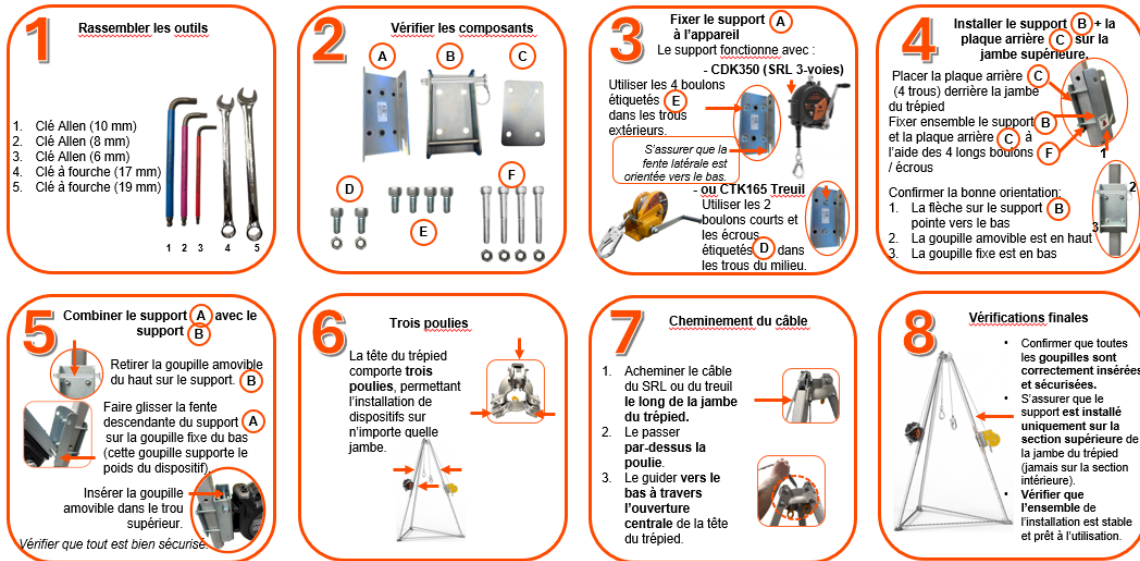 1
Rassembler les outils
1. Clé Allen (10 mm)
2. Clé Allen (8 mm)
3. Clé Allen (6 mm)
4. Clé à fourche (17 mm)
5. Clé à fourche (19 mm)
1 2 3 4 5
2
Vérifier les composants
A B C
D
E
F
3
Fixer le support A
à l'appareil
Le support fonctionne avec :
- CDK350 (SRL 3-voies)
Utiliser les 4 boulons
étiquetés E
dans les trous
extérieurs.
S'assurer que la
fente latérale est
orientée vers le bas.
- ou CTK165 Treuil
Utiliser les 2
boulons courts et
les écrous
étiquetés D dans
les trous du milieu.
4
Installer le support B + la
plaque arrière C sur la
jambe supérieure.
Placer la plaque arrière C
(4 trous) derrière la jambe
du trépied
Fixer ensemble le support B
et la plaque arrière C à
l'aide des 4 longs boulons F
/ écrous
1
Confirmer la bonne orientation:
1. La flèche sur le support B
pointe vers le bas
2. La goupille amovible est en haut
3. La goupille fixe est en bas
2
3
5
Combiner le support A avec le
support B
Retirer la goupille amovible
du haut sur le support. B
Faire glisser la fente
descendante du support A
sur la goupille fixe du bas
(cette goupille supporte le
poids du dispositif).
Insérer la goupille
amovible dans le trou
supérieur.
Vérifier que tout est bien sécurisé.
6
Trois poulies
La tête du trépied
comporte trois
poulies, permettant
l'installation de
dispositifs sur
n'importe quelle
jambe.
7
Cheminement du câble
1. Acheminer le câble
du SRL ou du treuil
le long de la jambe
du trépied.
2. Le passer
par-dessus la
poulie.
3. Le guider vers le
bas à travers
l'ouverture
centrale de la tête
du trépied.
8
Vérifications finales
• Confirmer que toutes
les goupilles sont
correctement insérées
et sécurisées.
• S'assurer que le
support est installé
uniquement sur la
section supérieure de
la jambe du trépied
(jamais sur la section
intérieure).
• Vérifier que
l'ensemble de
l'installation est stable
et prêt à l'utilisation.